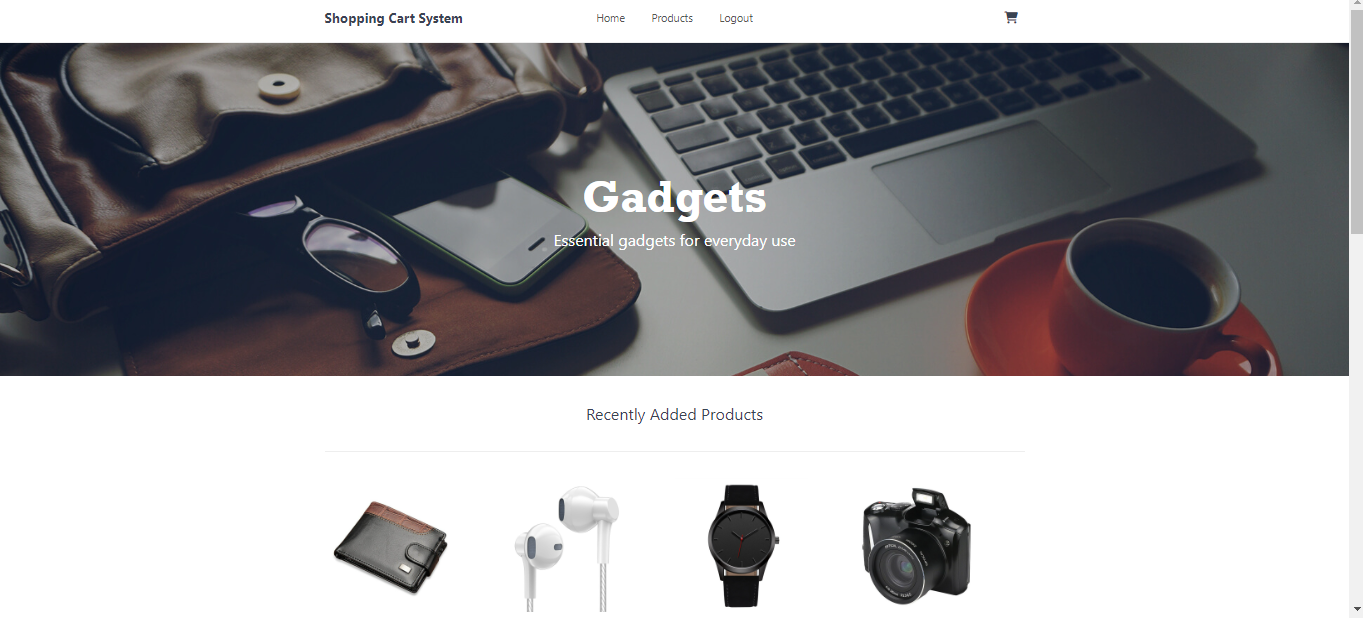 Shopping Cart System
Home
Products
Logout
Gadgets
Essential gadgets for everyday use
Recently Added Products